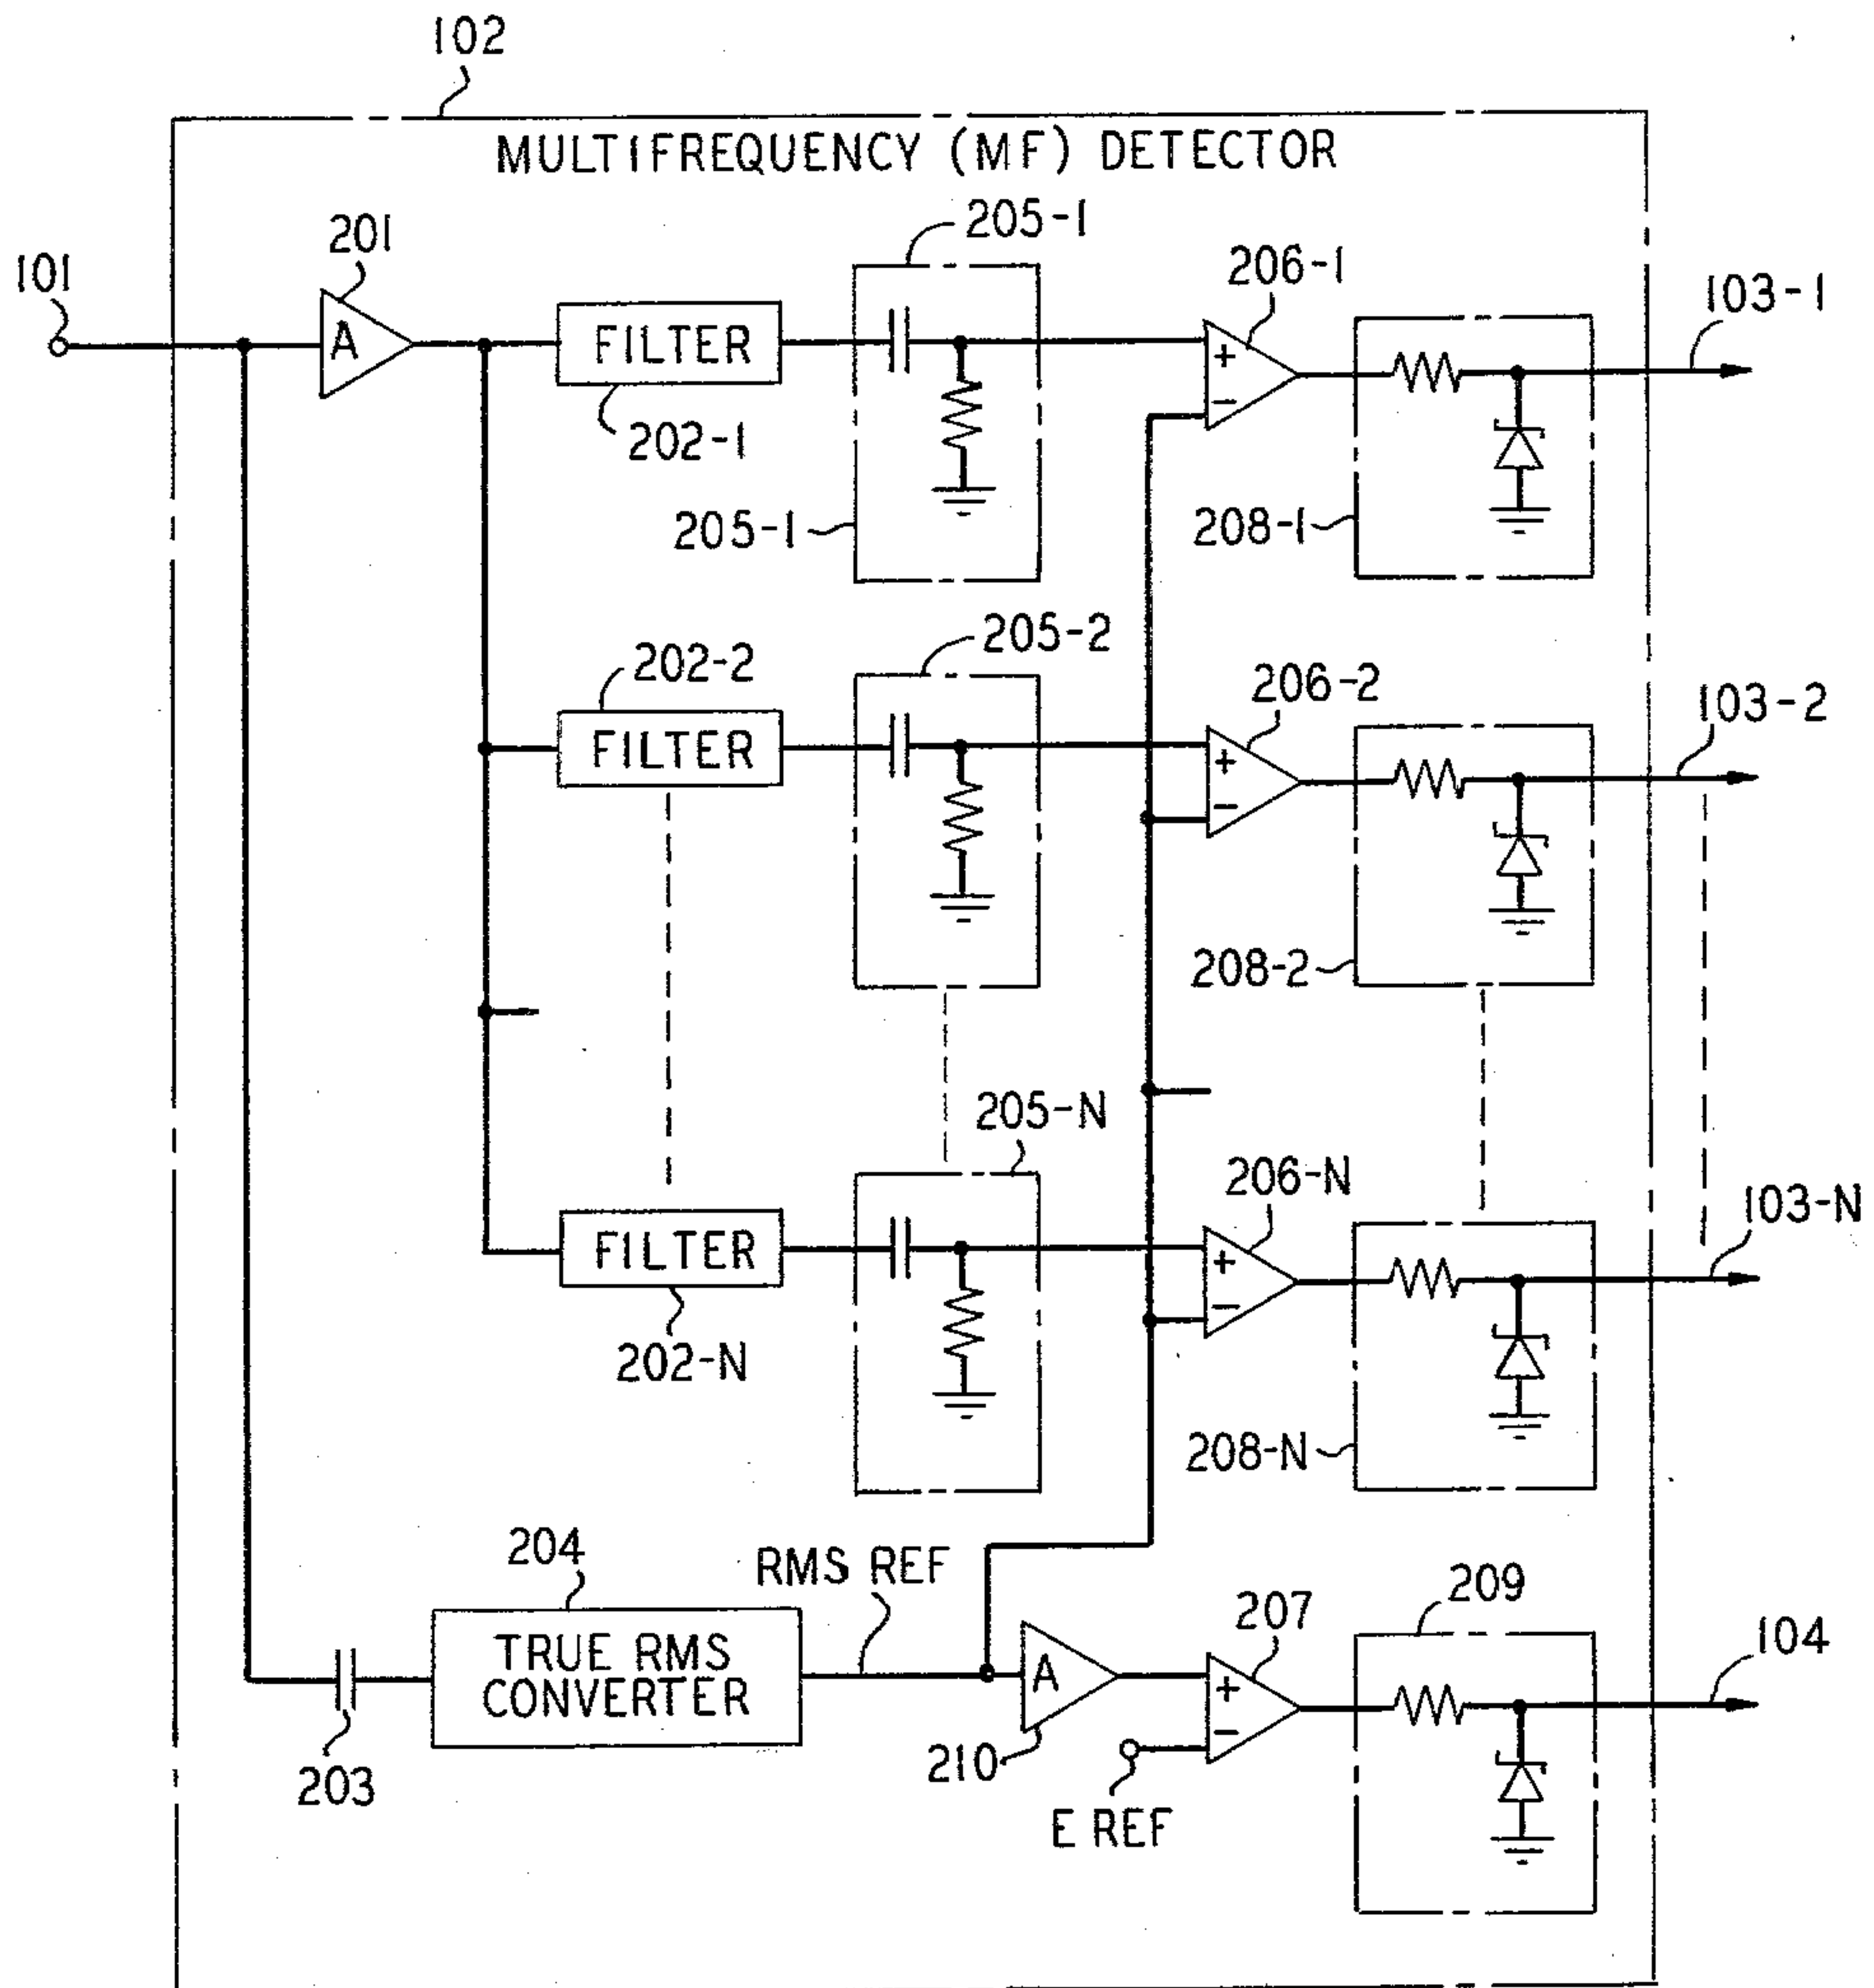 102
MULTIFREQUENCY (MF) DETECTOR
101
201
A
FILTER
202-1
205-1
205-1
206-1
+
−
208-1
103-1
202-2
FILTER
205-2
206-2
+
−
208-2
103-2
FILTER
202-N
205-N
206-N
+
−
208-N
103-N
203
204
TRUE RMS
CONVERTER
RMS REF
A
210
207
+
−
E REF
209
104